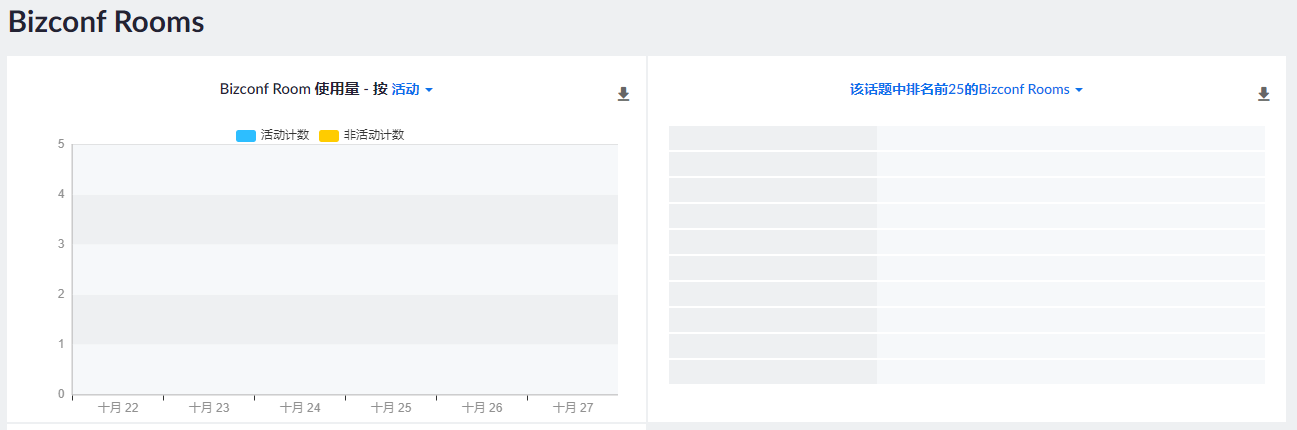 Bizconf Rooms
Bizconf Room 使用量 - 按 活动
活动计数 非活动计数
5
4
3
2
1
0
十月 22 十月 23 十月 24 十月 25 十月 26 十月 27
该话题中排名前25的Bizconf Rooms